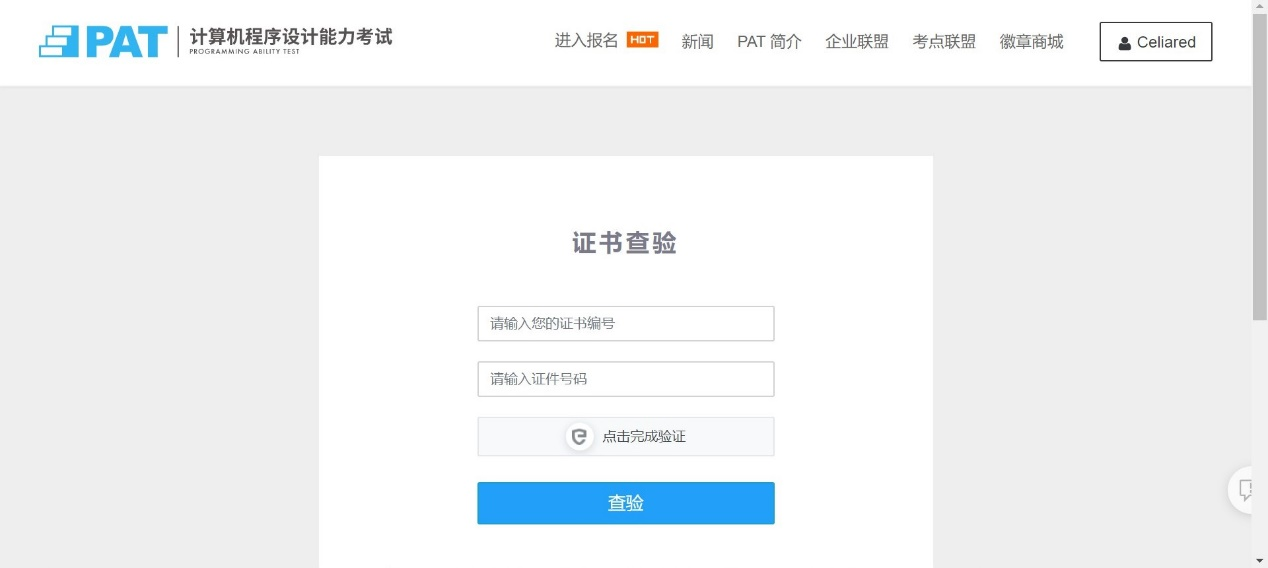 PAT 计算机程序设计能力考试
PROGRAMMING ABILITY TEST
进入报名 HOT 新闻 PAT 简介 企业联盟 考点联盟 徽章商城 Celiared
证书查验
请输入您的证书编号
请输入证件号码
点击完成验证
查验